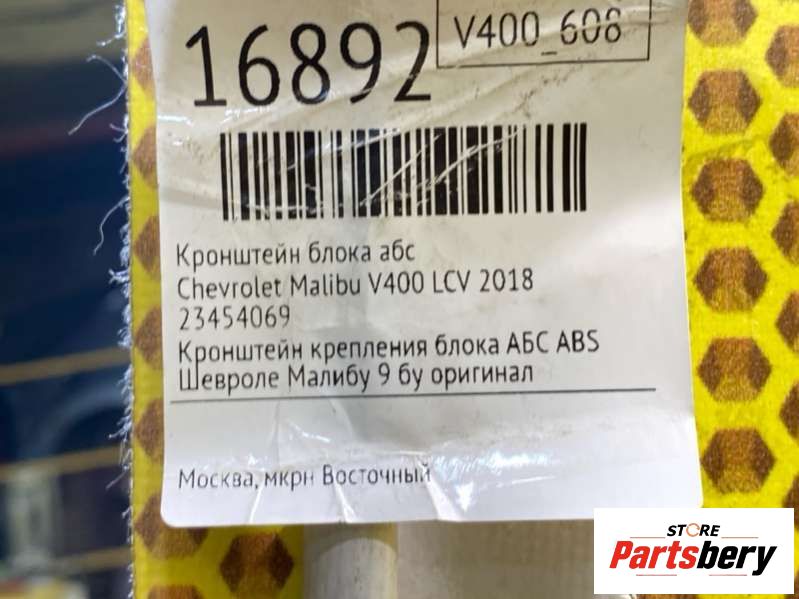 16892
V400_608
Кронштейн блока абс
Chevrolet Malibu V400 LCV 2018
23454069
Кронштейн крепления блока АБС ABS
Шевроле Малибу 9 бу оригинал
Москва, мкрн Восточный
STORE
Partsbery